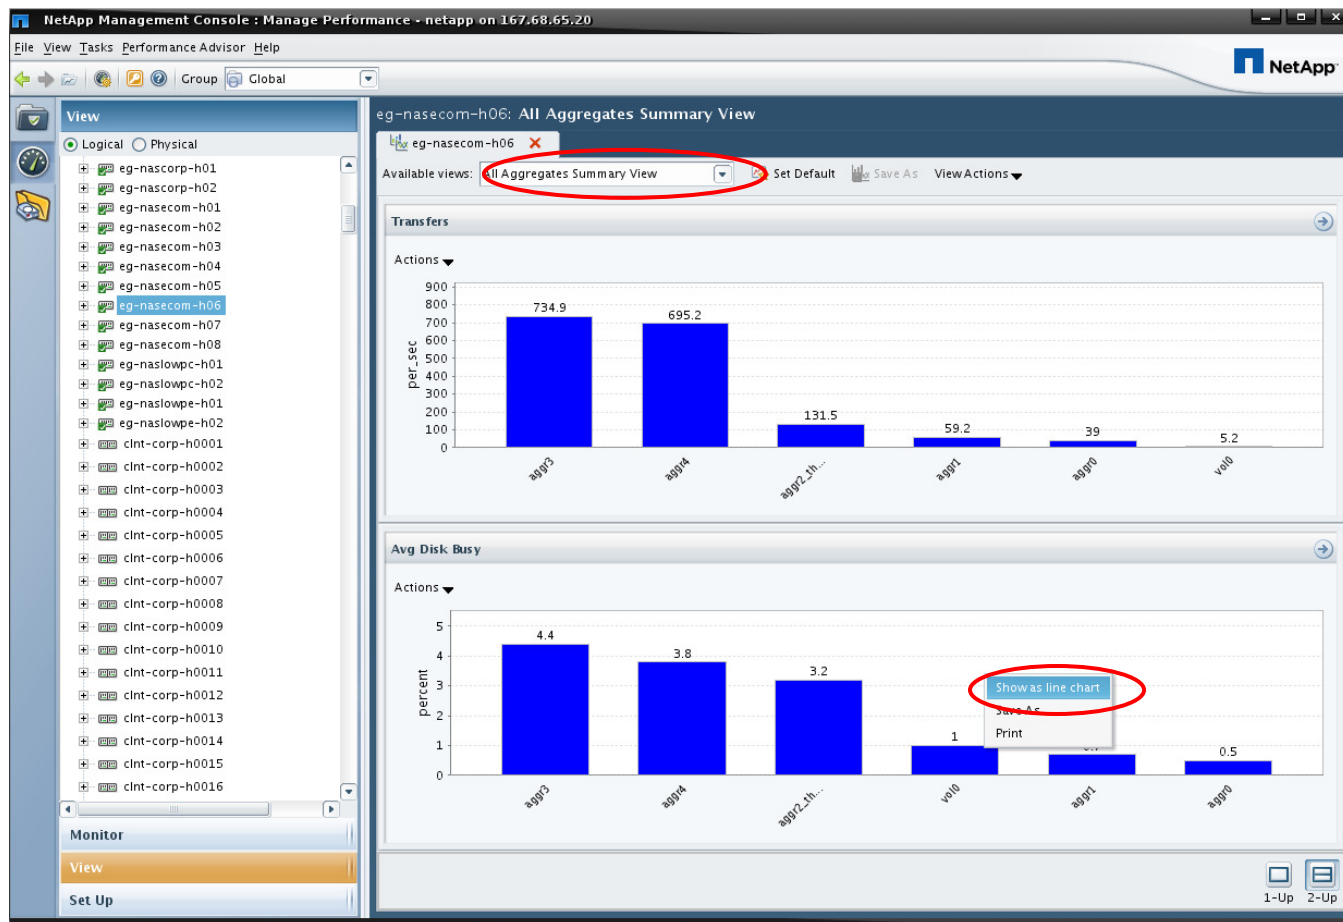 NetApp Management Console : Manage Performance - netapp on 167.68.65.20
File View Tasks Performance Advisor Help
NetApp
Group Global
View
Logical Physical
eg-nascorp-h01
eg-nascorp-h02
eg-nasecom-h01
eg-nasecom-h02
eg-nasecom-h03
eg-nasecom-h04
eg-nasecom-h05
eg-nasecom-h06
eg-nasecom-h07
eg-nasecom-h08
eg-naslowpc-h01
eg-naslowpc-h02
eg-naslowpe-h01
eg-naslowpe-h02
clnt-corp-h0001
clnt-corp-h0002
clnt-corp-h0003
clnt-corp-h0004
clnt-corp-h0005
clnt-corp-h0006
clnt-corp-h0007
clnt-corp-h0008
clnt-corp-h0009
clnt-corp-h0010
clnt-corp-h0011
clnt-corp-h0012
clnt-corp-h0013
clnt-corp-h0014
clnt-corp-h0015
clnt-corp-h0016
Monitor
View
Set Up
eg-nasecom-h06: All Aggregates Summary View
eg-nasecom-h06
Available views: All Aggregates Summary View Set Default Save As View Actions
Transfers
Actions
per_sec
900
800
700
600
500
400
300
200
100
0
734.9
695.2
131.5
59.2
39
5.2
aggr3
aggr4
aggr2_th...
aggr1
aggr0
vol0
Avg Disk Busy
Actions
percent
5
4
3
2
1
0
4.4
3.8
3.2
1
0.5
Show as line chart
Save As
Print
aggr3
aggr4
aggr2_th...
vol0
aggr1
aggr0
1-Up 2-Up